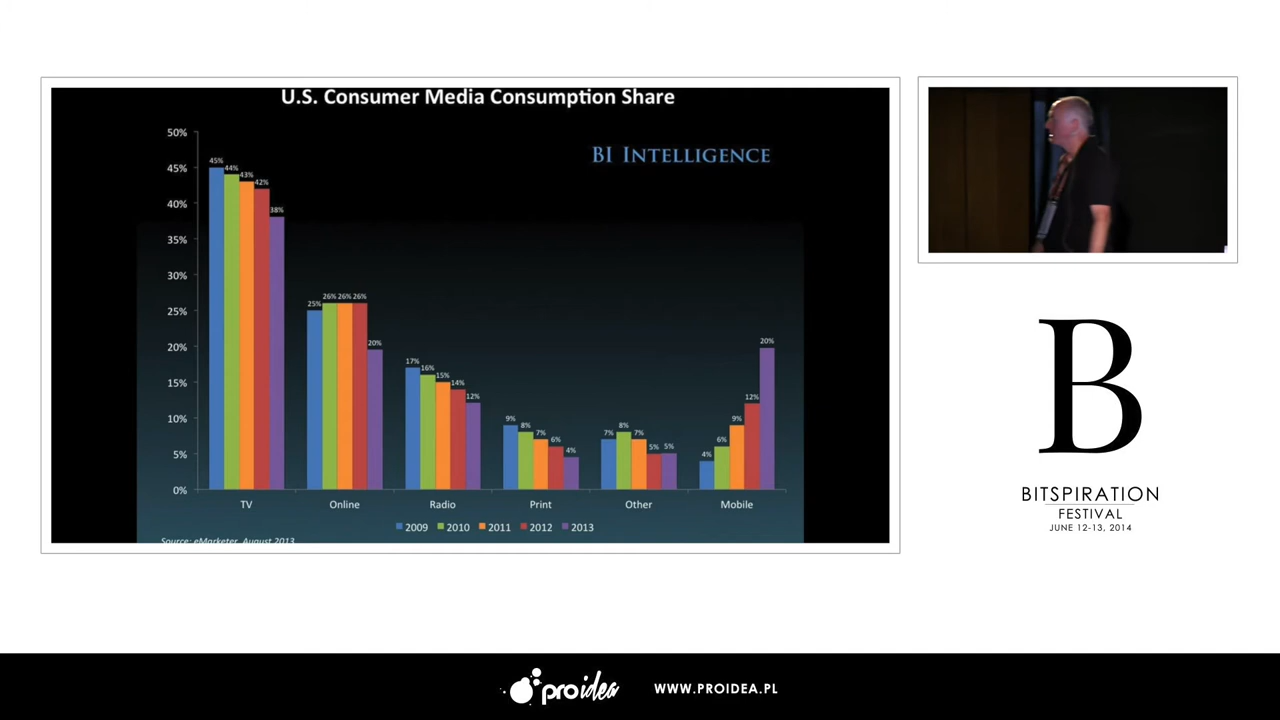 U.S. Consumer Media Consumption Share
BI INTELLIGENCE
50%
45%
40%
35%
30%
25%
20%
15%
10%
5%
0%
45% 44% 43% 42% 38%
25% 26% 26% 26% 20%
17% 16% 15% 14% 12%
9% 8% 7% 6% 4%
7% 8% 7% 5% 5%
4% 6% 9% 12% 20%
TV Online Radio Print Other Mobile
2009 2010 2011 2012 2013
Source: eMarketer, August 2013
B
BITSPIRATION
FESTIVAL
JUNE 12-13, 2014
proidea WWW.PROIDEA.PL